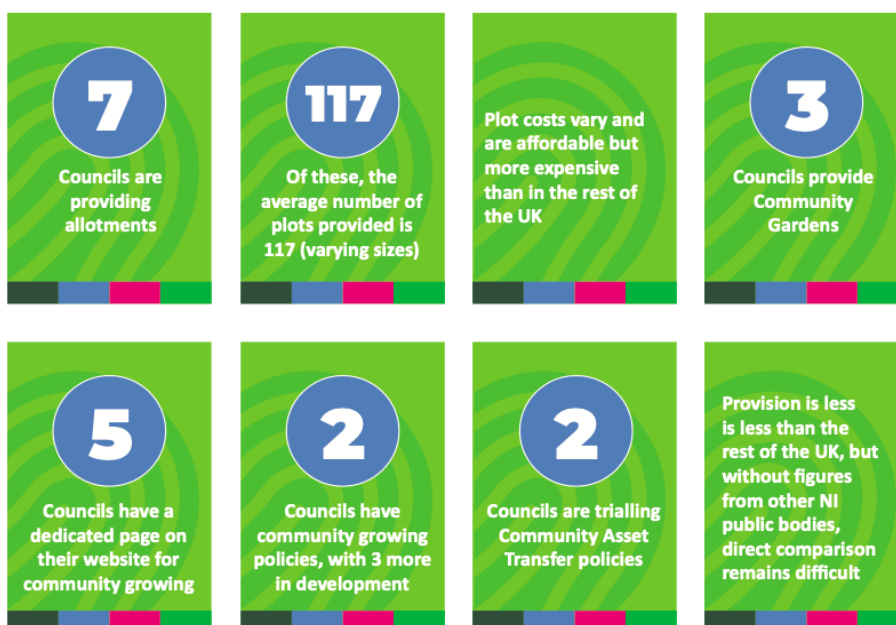 7
Councils are
providing
allotments
117
Of these, the
average number of
plots provided is
117 (varying sizes)
Plot costs vary and
are affordable but
more expensive
than in the rest of
the UK
3
Councils provide
Community
Gardens
5
Councils have a
dedicated page on
their website for
community growing
2
Councils have
community growing
policies, with 3 more
in development
2
Councils are trialling
Community Asset
Transfer policies
Provision is less
is less than the
rest of the UK, but
without figures
from other NI
public bodies,
direct comparison
remains difficult